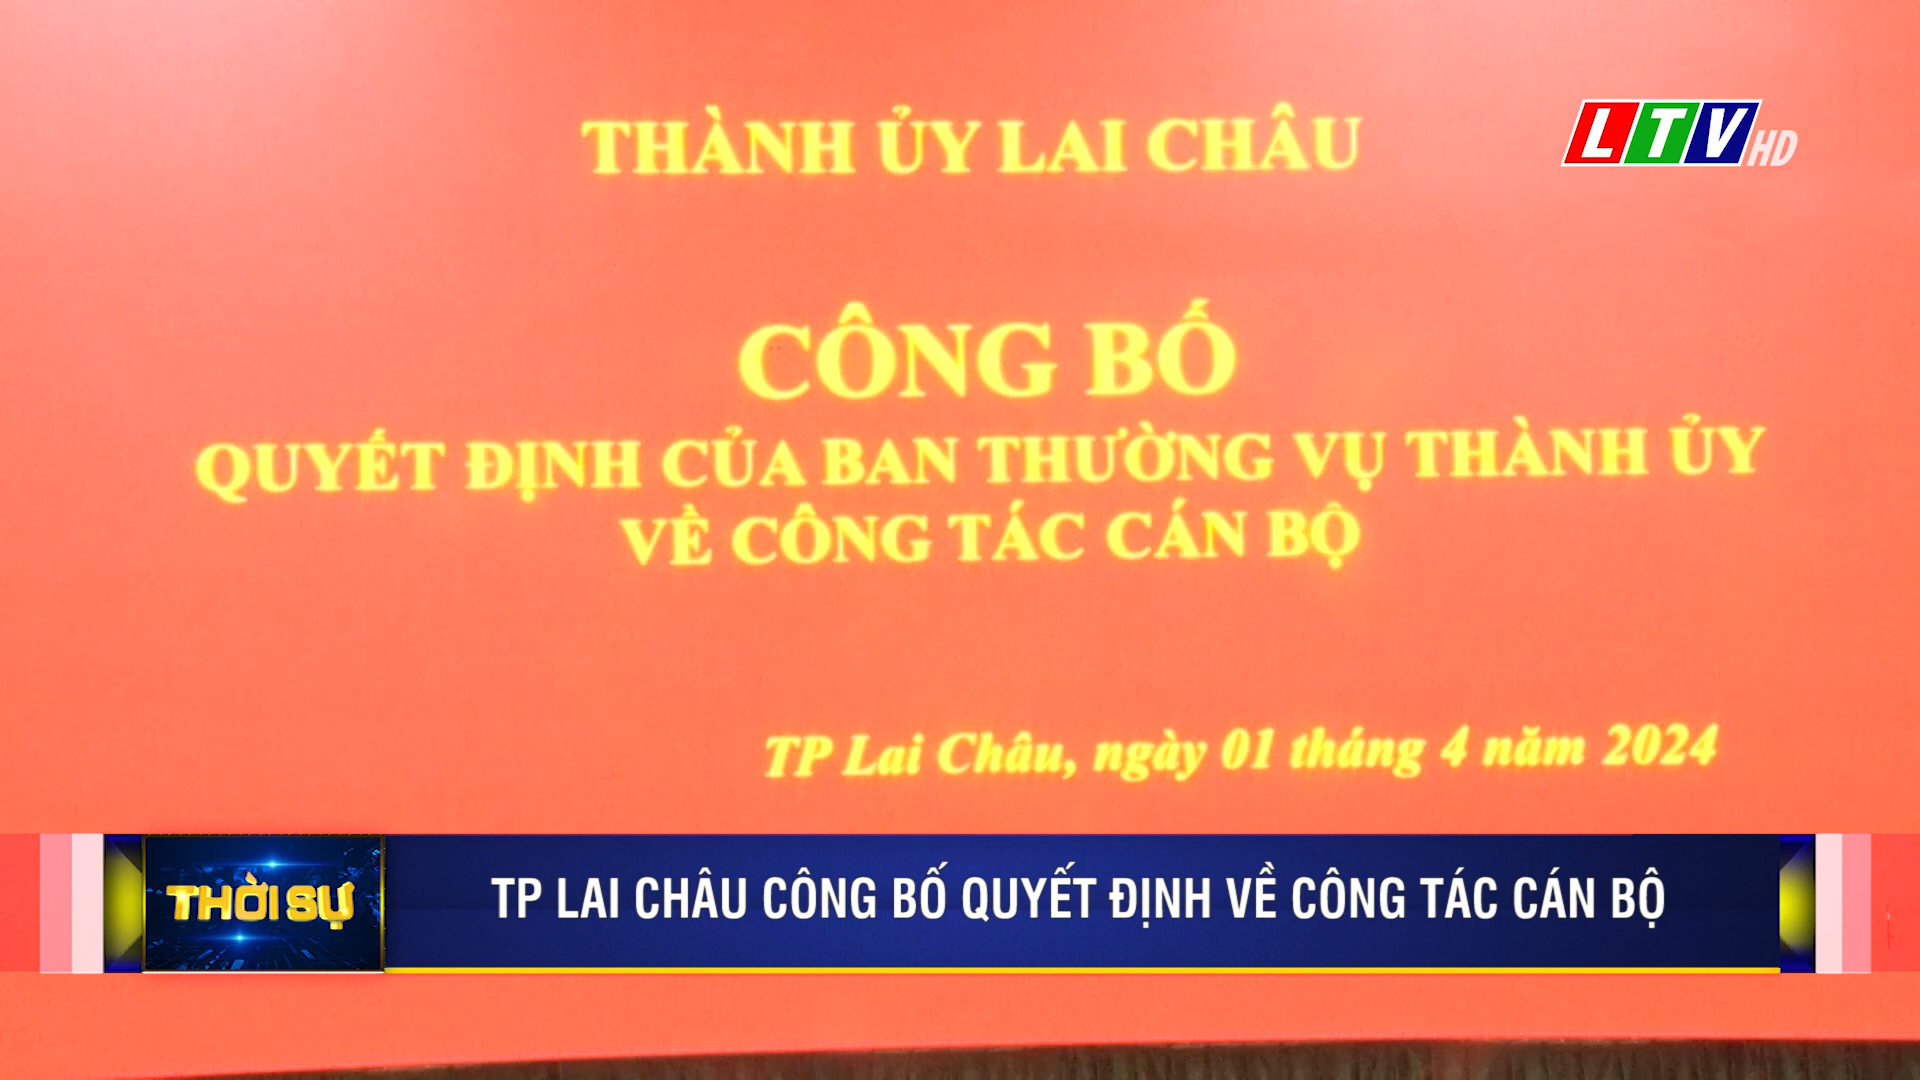 THÀNH ỦY LAI CHÂU
LTV HD
CÔNG BỐ
QUYẾT ĐỊNH CỦA BAN THƯỜNG VỤ THÀNH ỦY
VỀ CÔNG TÁC CÁN BỘ
TP Lai Châu, ngày 01 tháng 4 năm 2024
THỜI SỰ
TP LAI CHÂU CÔNG BỐ QUYẾT ĐỊNH VỀ CÔNG TÁC CÁN BỘ